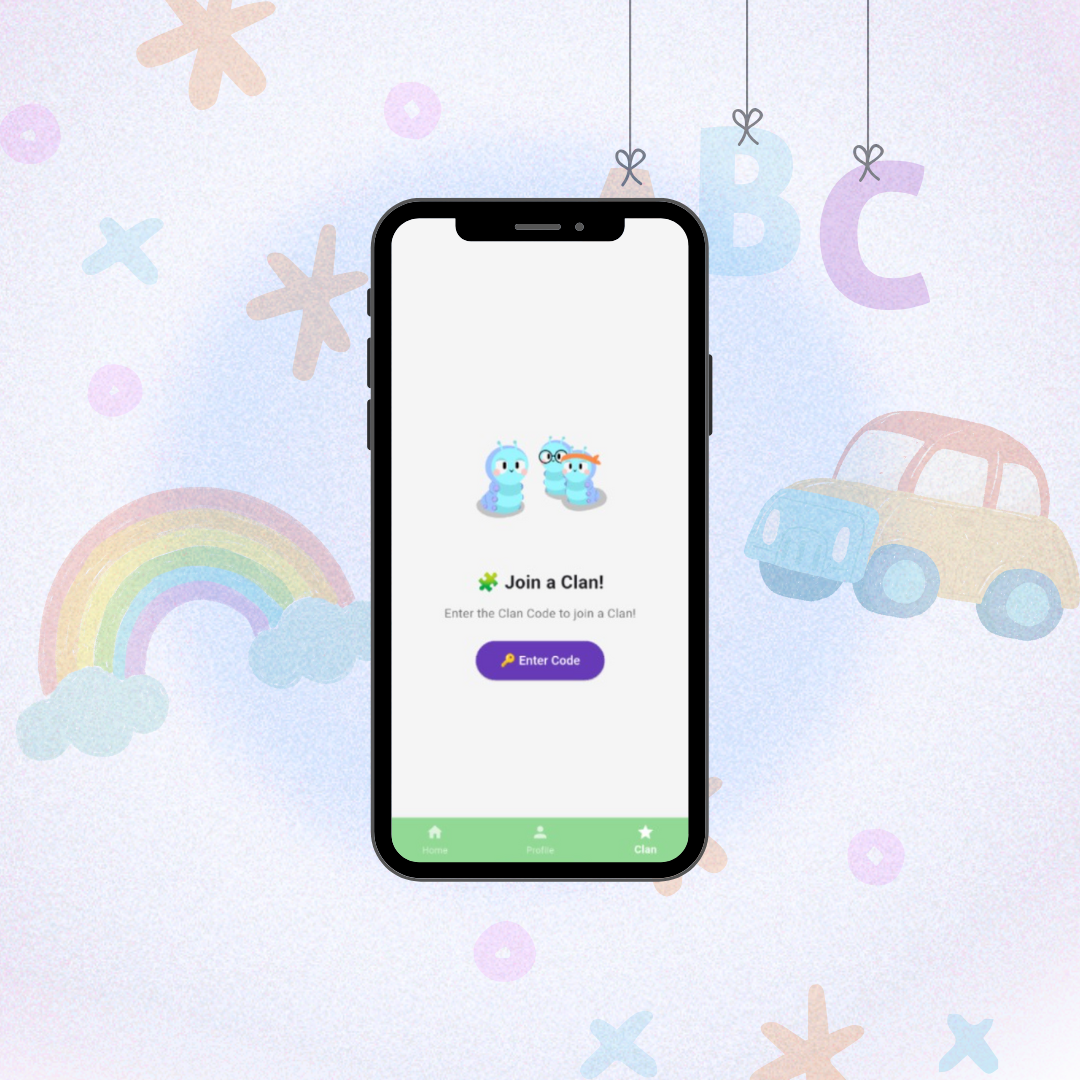 A B C
🧩 Join a Clan!
Enter the Clan Code to join a Clan!
🔑 Enter Code
Home Profile Clan